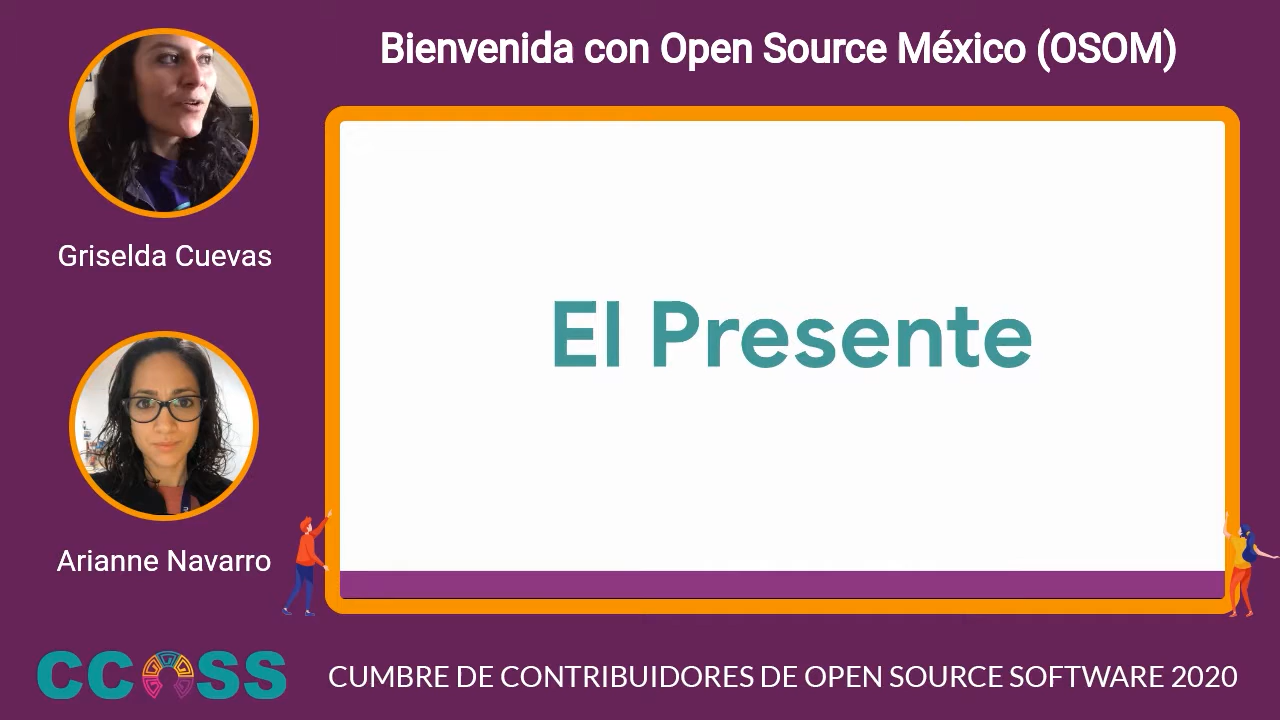 Bienvenida con Open Source México (OSOM)
Griselda Cuevas
El Presente
Arianne Navarro
CCOSS
CUMBRE DE CONTRIBUIDORES DE OPEN SOURCE SOFTWARE 2020